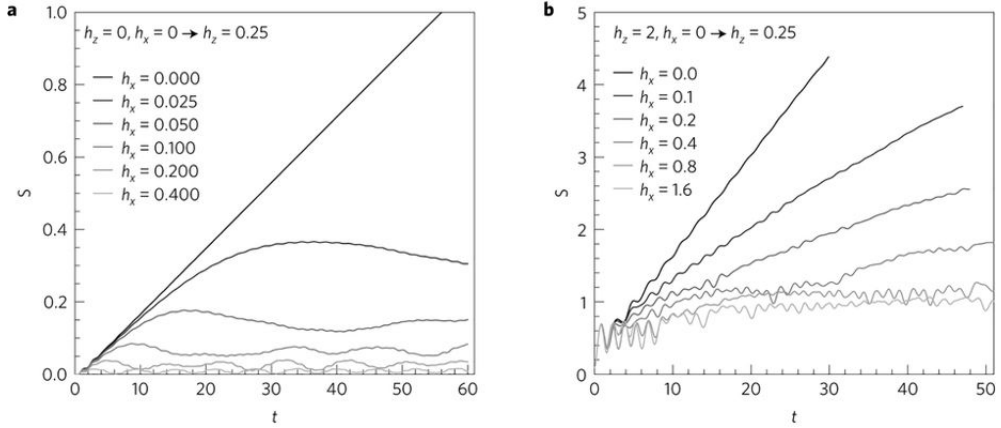 a
h_z = 0, h_x = 0 → h_z = 0.25
h_x = 0.000
h_x = 0.025
h_x = 0.050
h_x = 0.100
h_x = 0.200
h_x = 0.400
1.0
0.8
0.6
0.4
0.2
0.0
S
0 10 20 30 40 50 60
t
b
h_z = 2, h_x = 0 → h_z = 0.25
h_x = 0.0
h_x = 0.1
h_x = 0.2
h_x = 0.4
h_x = 0.8
h_x = 1.6
5
4
3
2
1
0
S
0 10 20 30 40 50
t